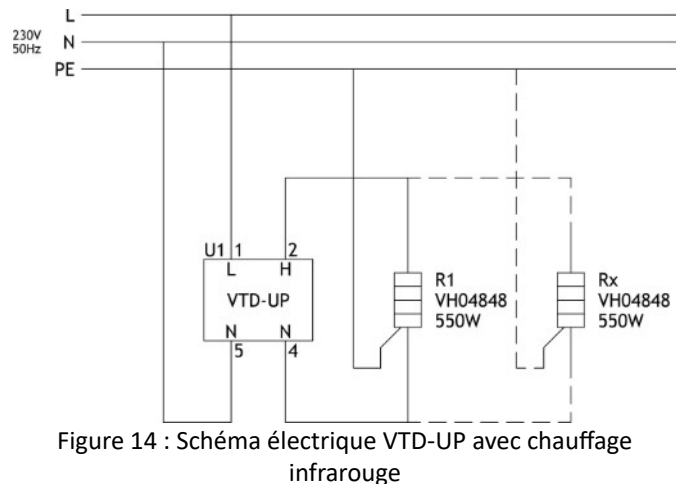 L
230V
50Hz
N
PE
U1 1 2
L H
VTD-UP
N N
5 4
R1
VH04848
550W
Rx
VH04848
550W
Figure 14 : Schéma électrique VTD-UP avec chauffage
infrarouge